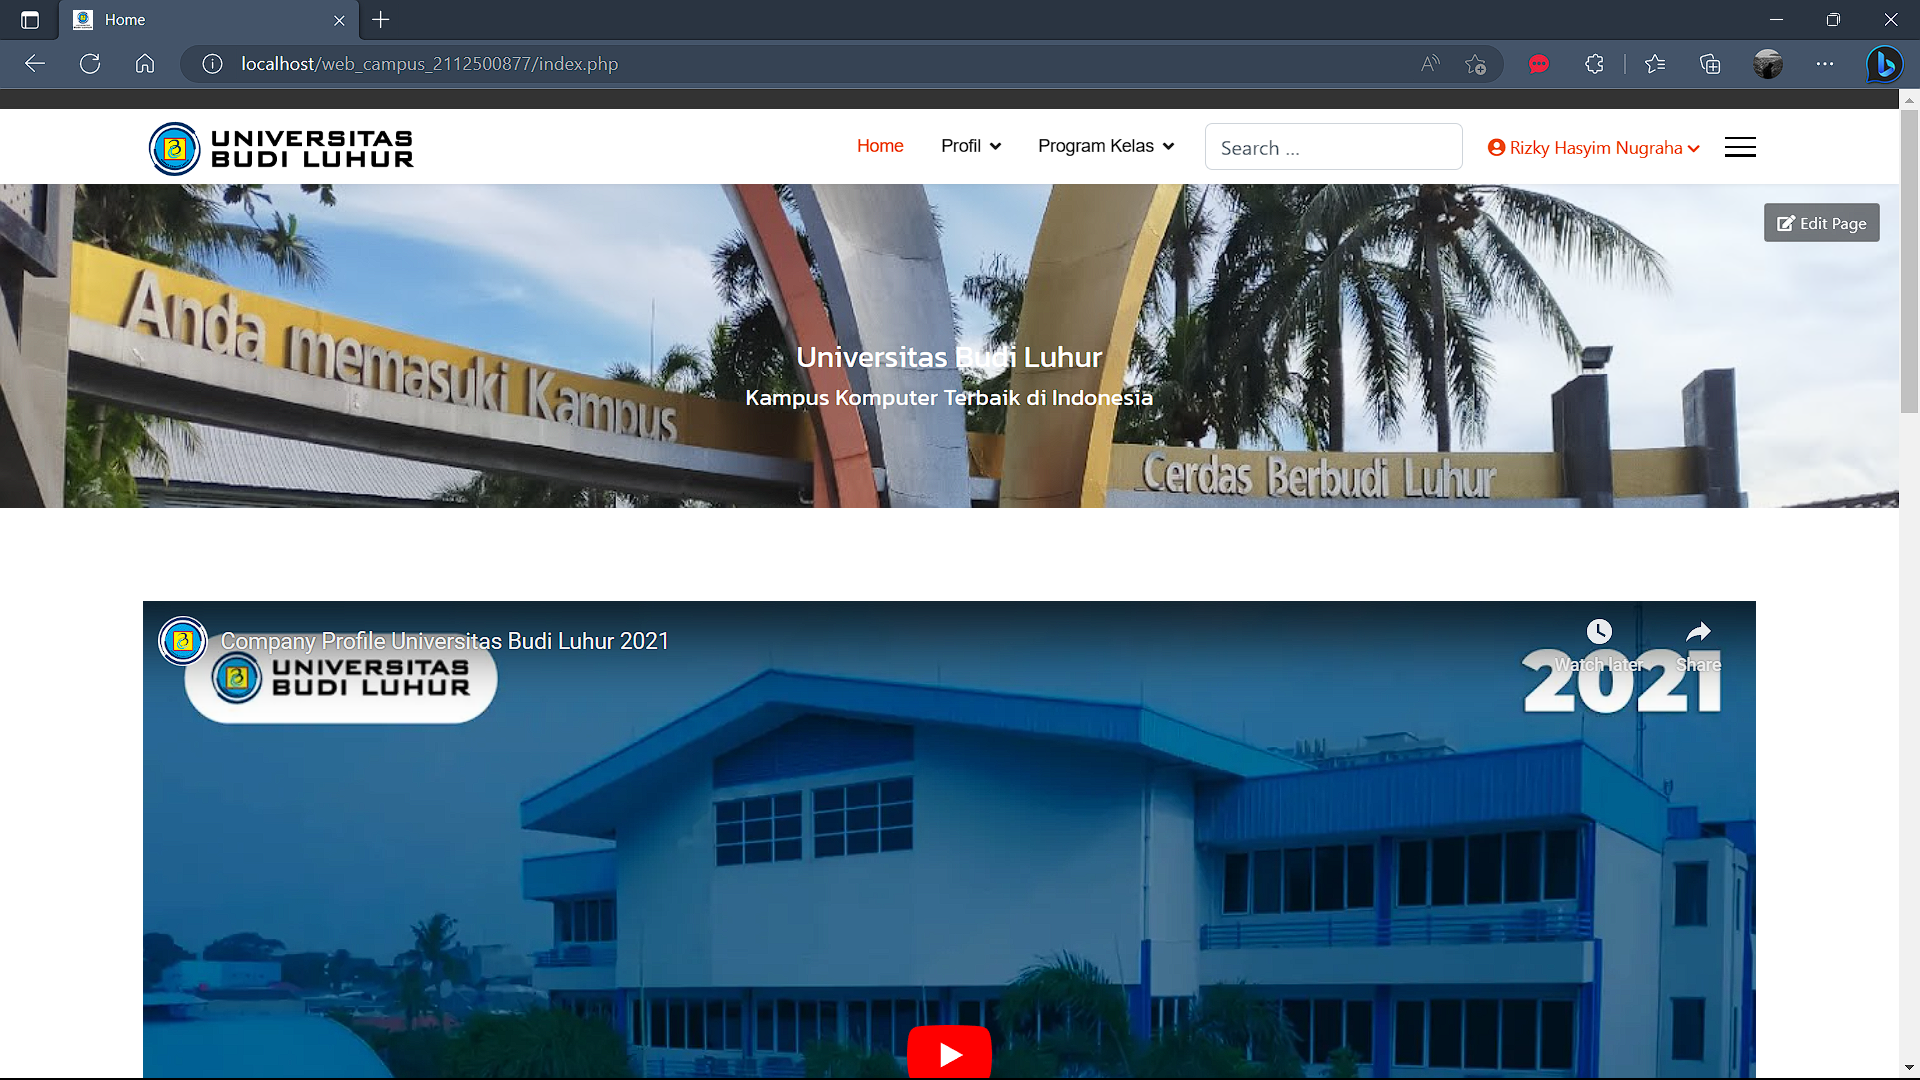 Home
localhost/web_campus_2112500877/index.php
UNIVERSITAS
BUDI LUHUR
Home
Profil
Program Kelas
Search ...
Rizky Hasyim Nugraha
Edit Page
Anda memasuki Kampus
Universitas Budi Luhur
Kampus Komputer Terbaik di Indonesia
Cerdas Berbudi Luhur
Company Profile Universitas Budi Luhur 2021
Watch later
Share
UNIVERSITAS
BUDI LUHUR
2021